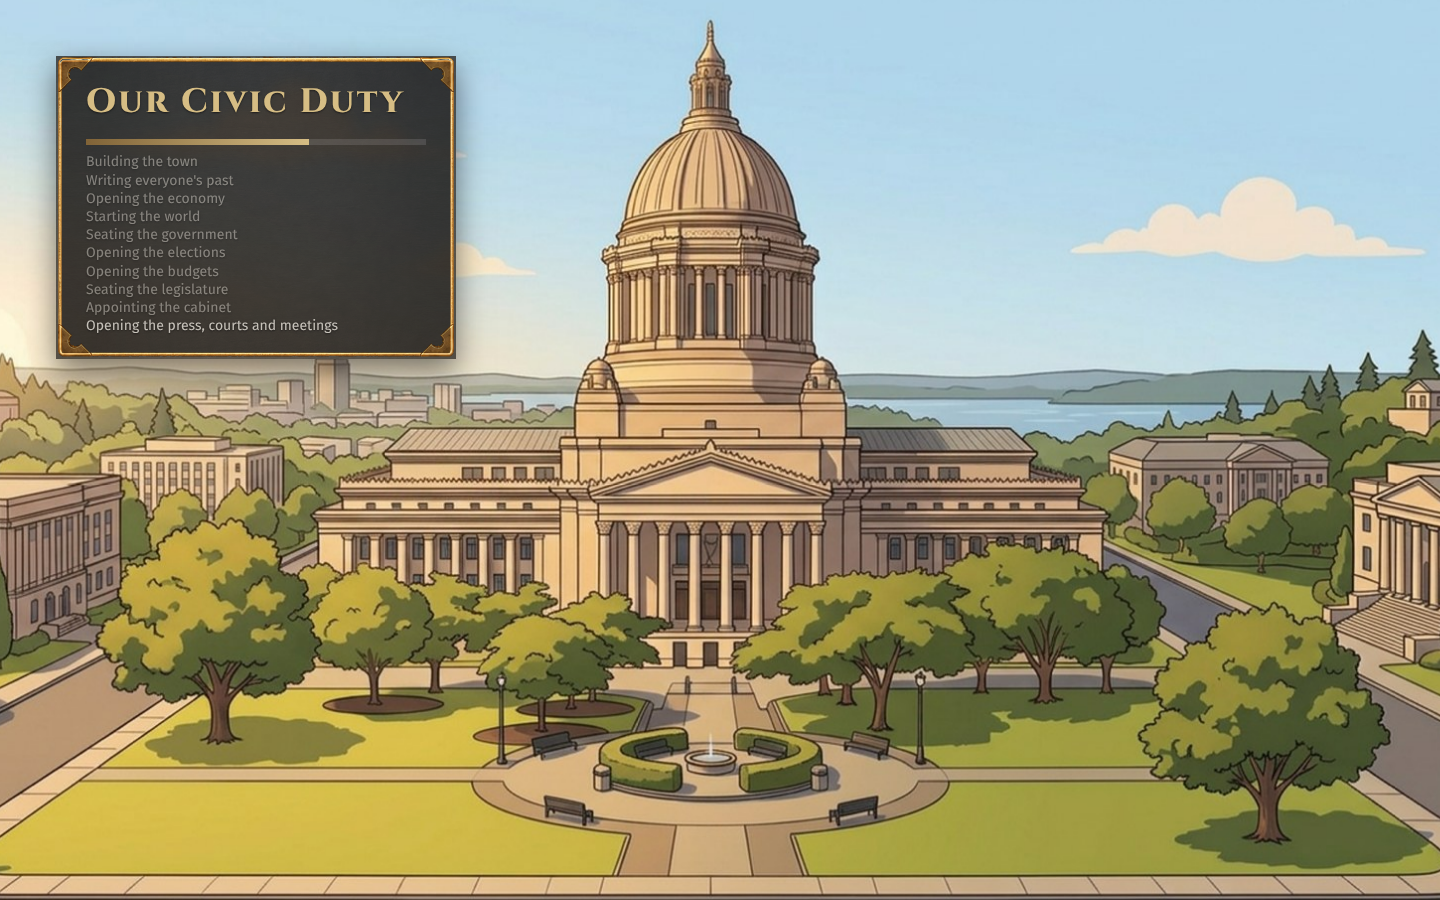 Our Civic Duty
Building the town
Writing everyone's past
Opening the economy
Starting the world
Seating the government
Opening the elections
Opening the budgets
Seating the legislature
Appointing the cabinet
Opening the press, courts and meetings